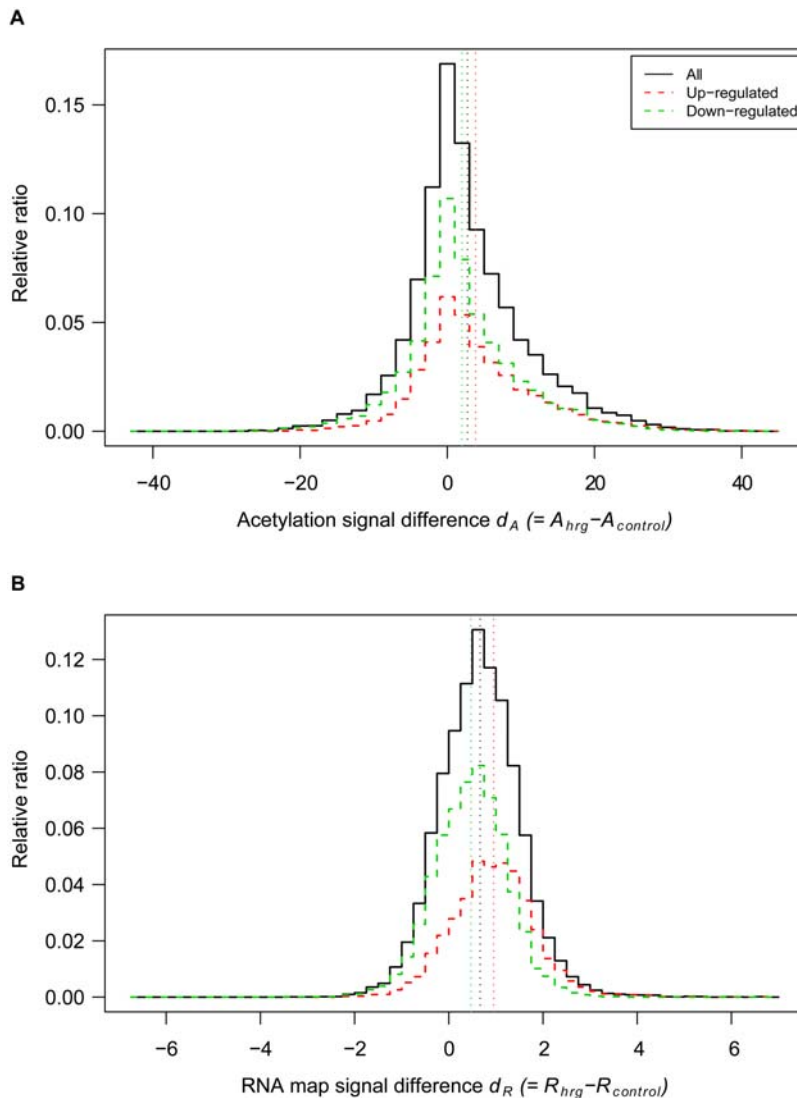 A
All
Up−regulated
Down−regulated
Relative ratio
0.15
0.10
0.05
0.00
−40 −20 0 20 40
Acetylation signal difference d_A (= A_hrg−A_control)
B
Relative ratio
0.12
0.10
0.08
0.06
0.04
0.02
0.00
−6 −4 −2 0 2 4 6
RNA map signal difference d_R (= R_hrg−R_control)